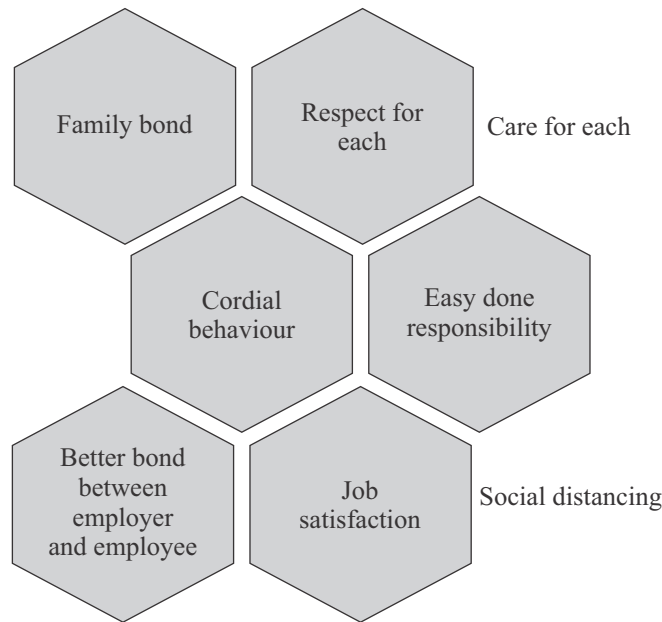 Family bond
Respect for
each
Care for each
Cordial
behaviour
Easy done
responsibility
Better bond
between
employer
and employee
Job
satisfaction
Social distancing